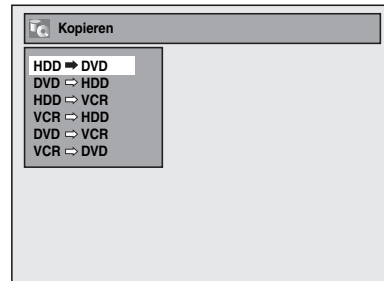 Kopieren
HDD ➡ DVD
DVD ⇨ HDD
HDD ⇨ VCR
VCR ⇨ HDD
DVD ⇨ VCR
VCR ⇨ DVD